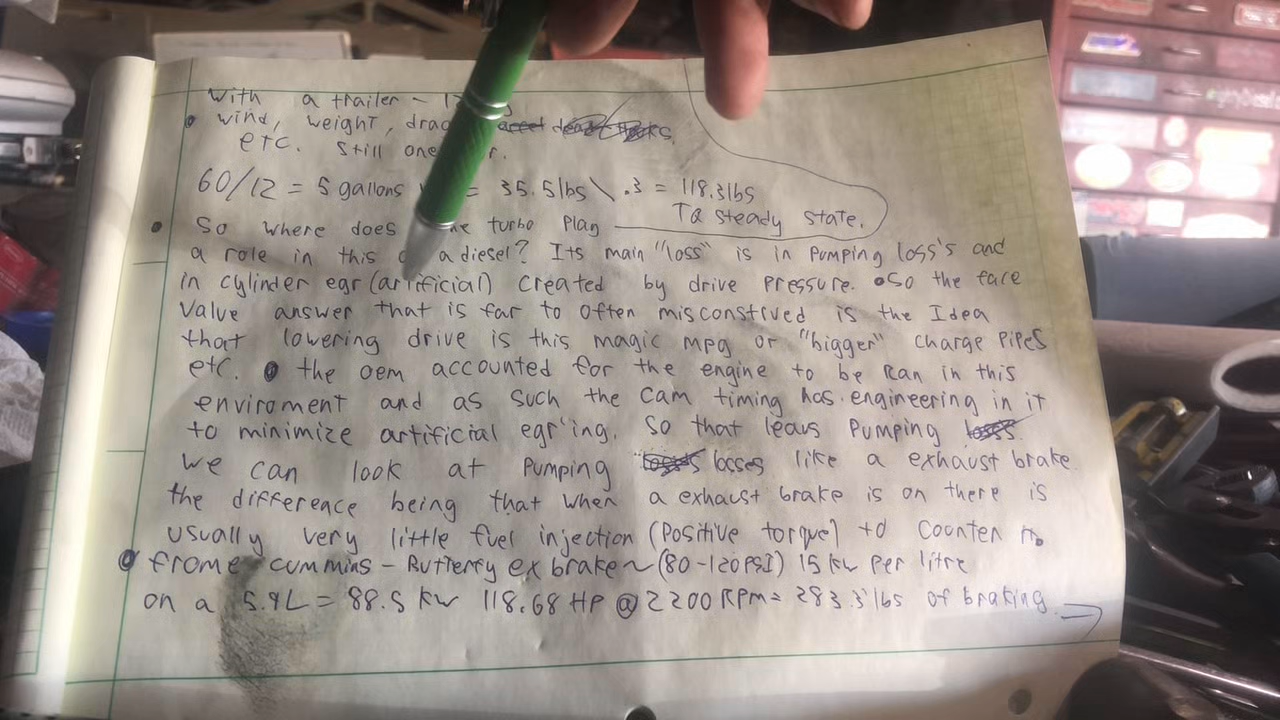 with a trailer ~ 1
• wind, weight, drag
etc. Still one r.
60/12 = 5 gallons = 35.5lbs \ .3 = 118.3lbs
TQ steady state.
• So where does the turbo play
a role in this a diesel? Its main "loss" is in pumping loss's and
in cylinder egr (artificial) created by drive pressure. • So the face
value answer that is far to often misconstrued is the Idea
that lowering drive is this magic mpg or "bigger" charge pipes
etc. • the oem accounted for the engine to be Ran in this
enviroment and as such the cam timing has engineering in it
to minimize artificial egr'ing. So that leavs pumping
we can look at pumping losses like a exhaust brake.
the difference being that when a exhaust brake is on there is
usually very little fuel injection (positive torque) to counter
• frome cummins - Butterfy ex brake ~ (80-120PSI) 15 kw per litre
on a 5.9L = 88.5 kw 118.68 HP @ 2200 RPM = 283.3 lbs of braking →